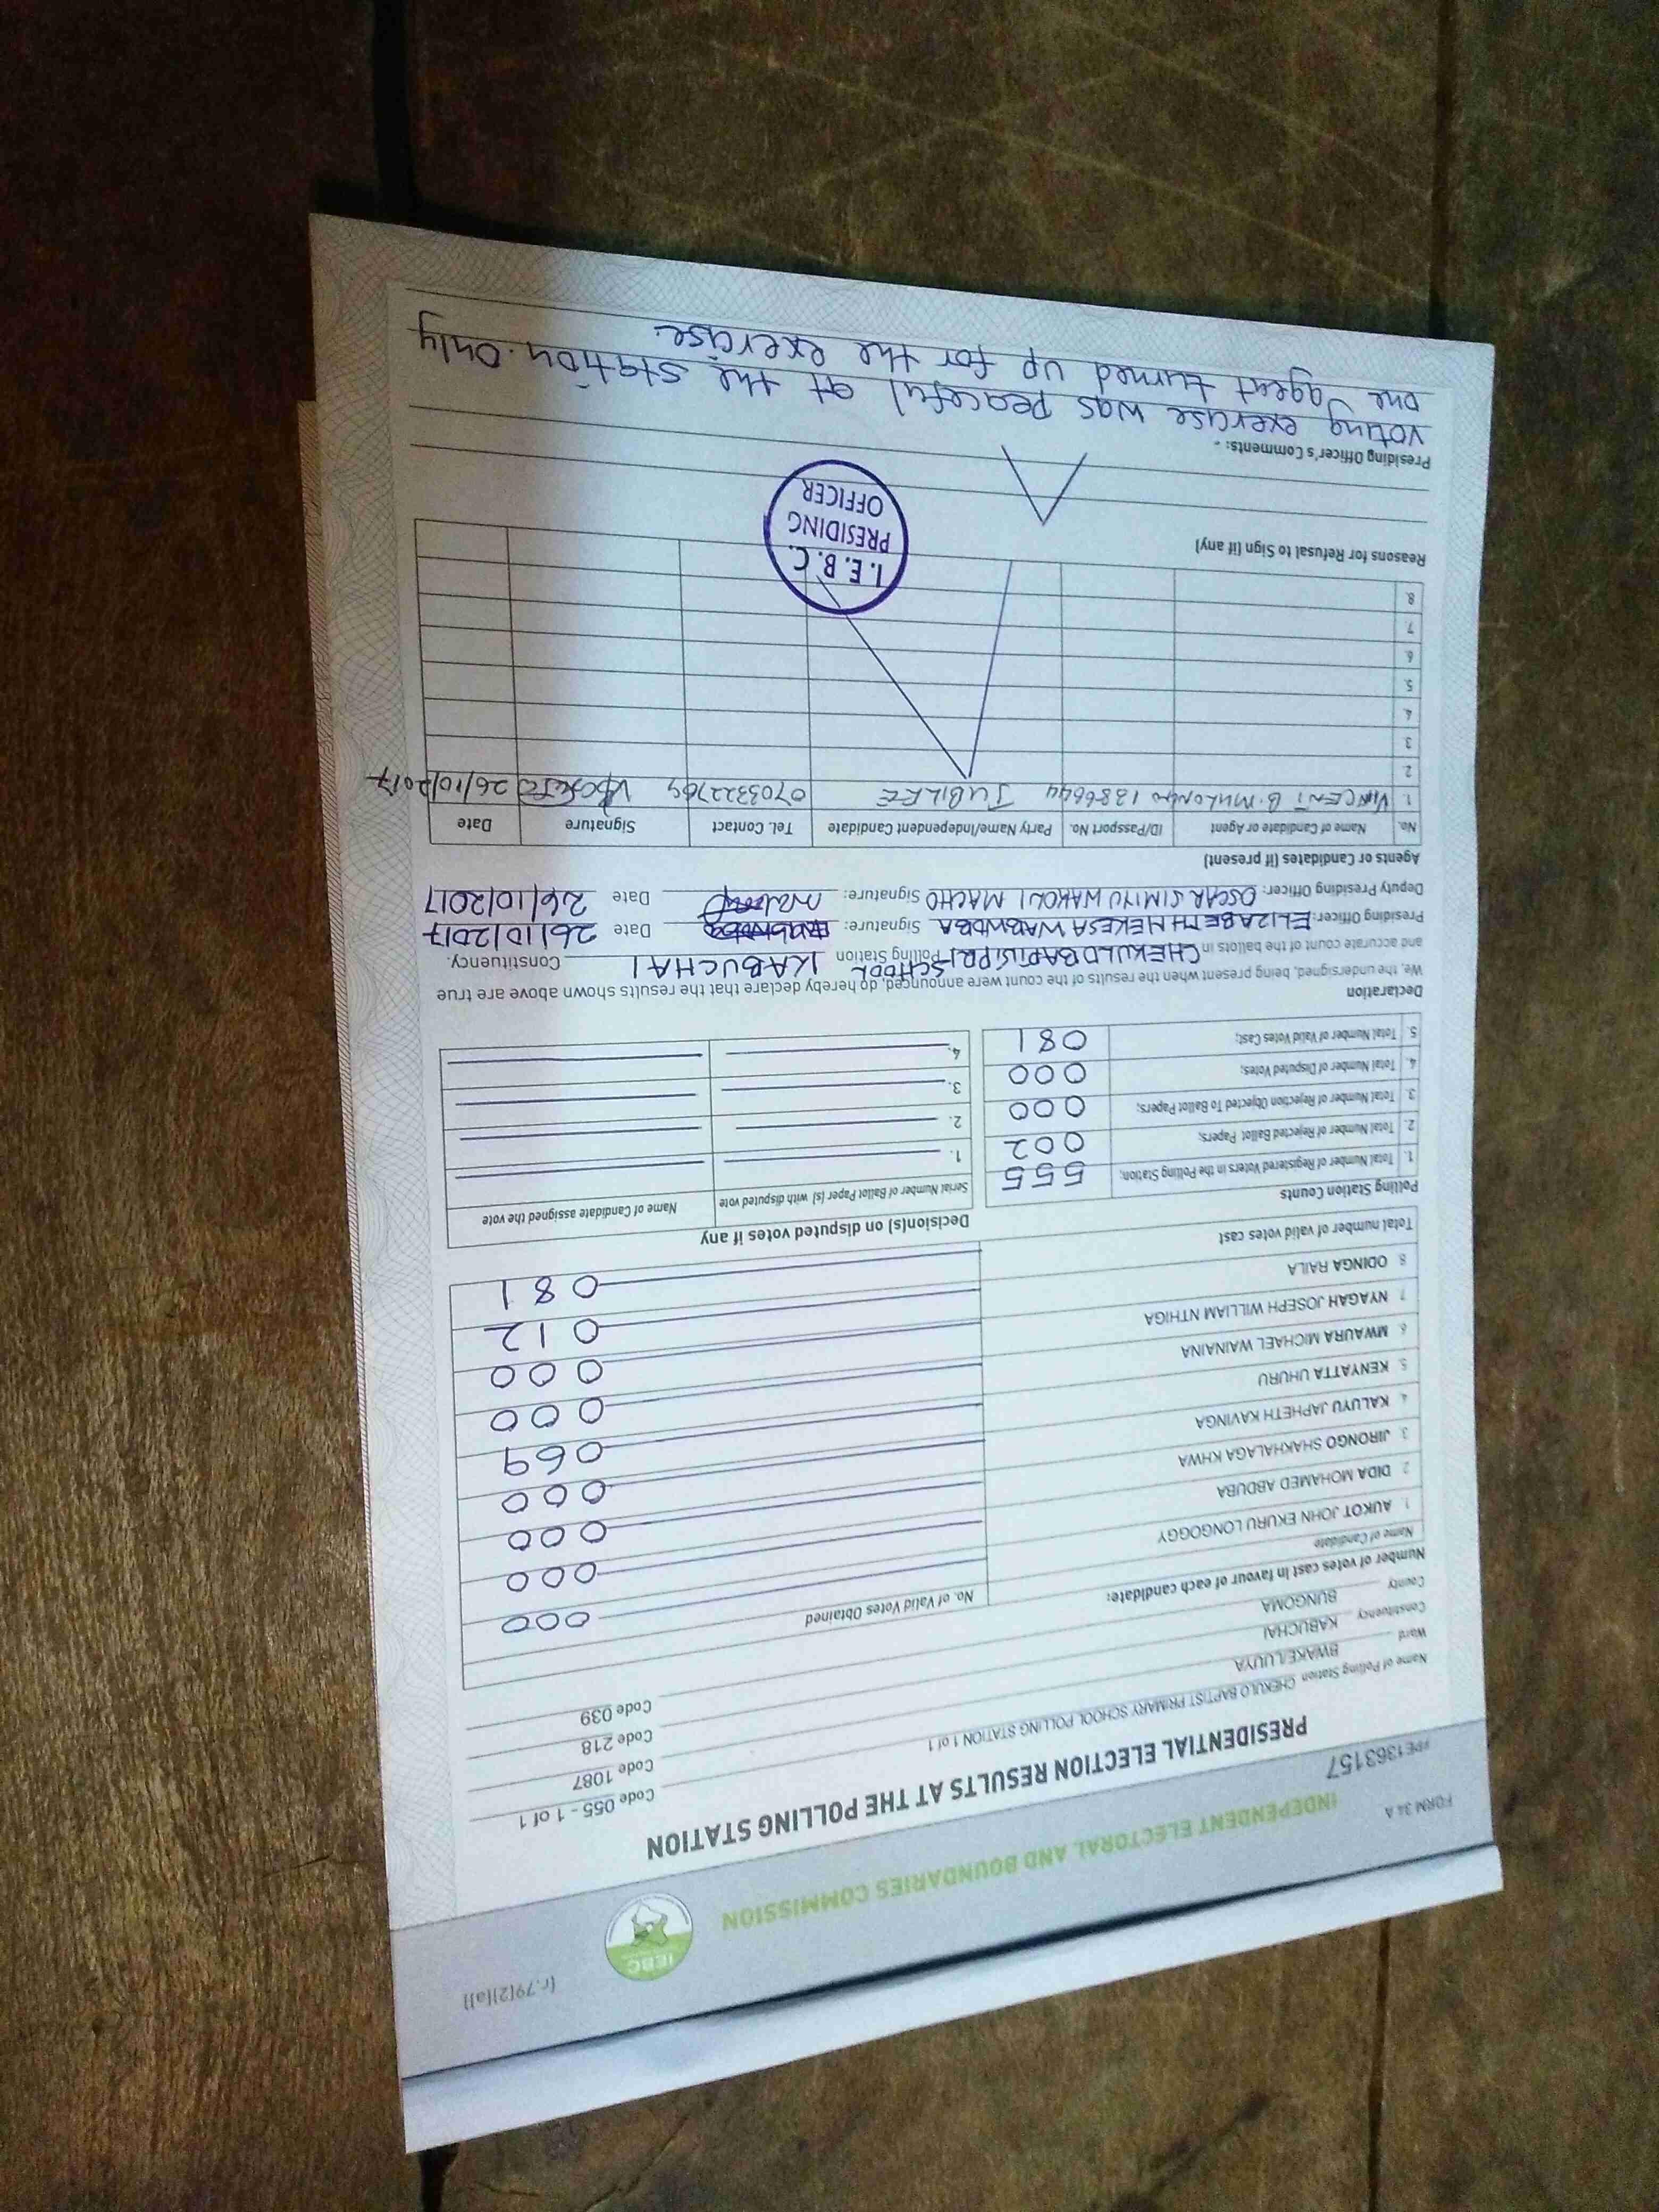 (r.79(2)(a))
IEBC
FORM 34 A
INDEPENDENT ELECTORAL AND BOUNDARIES COMMISSION
PPE1363157
PRESIDENTIAL ELECTION RESULTS AT THE POLLING STATION
Name of Polling Station CHEKULO BAPTIST PRIMARY SCHOOL POLLING STATION 1 of 1 Code 055 - 1 of 1
Ward BWAKE/LUUYA Code 1087
Constituency KABUCHAI Code 218
County BUNGOMA Code 039
Number of votes cast in favour of each candidate:
Name of Candidate No. of Valid Votes Obtained
1. AUKOT JOHN EKURU LONGOGGY 000
2. DIDA MOHAMED ABDUBA 000
3. JIRONGO SHAKHALAGA KHWA 000
4. KALUYU JAPHETH KAVINGA 000
5. KENYATTA UHURU 069
6. MWAURA MICHAEL WAINAINA 000
7. NYAGAH JOSEPH WILLIAM NTHIGA 000
8. ODINGA RAILA 012
Total number of valid votes cast 081
Polling Station Counts
1. Total Number of Registered Voters in the Polling Station; 555
2. Total Number of Rejected Ballot Papers; 002
3. Total Number of Rejection Objected To Ballot Papers; 000
4. Total Number of Disputed Votes; 000
5. Total Number of Valid Votes Cast; 081
Decision(s) on disputed votes if any
Serial Number of Ballot Paper (s) with disputed vote Name of Candidate assigned the vote
1.
2.
3.
4.
Declaration
We, the undersigned, being present when the results of the count were announced, do hereby declare that the results shown above are true
and accurate count of the ballots in CHEKULO BAPTIST PRI SCHOOL Polling Station KABUCHAI Constituency.
Presiding Officer: ELIZABETH NEKESA WABWOBA Signature: Date 26/10/2017
Deputy Presiding Officer: OSCAR SIMIYU WAKOLI MACHO Signature: Date 26/10/2017
Agents or Candidates (if present)
No. Name of Candidate or Agent ID/Passport No. Party Name/Independent Candidate Tel. Contact Signature Date
1. VINCENT B. MULONGO 1386644 JUBILEE 26/10/2017
2
3
4.
5.
6.
7.
8.
Reasons for Refusal to Sign (if any)
I.E.B.C.
PRESIDING
OFFICER
Presiding Officer's Comments: -
Voting exercise was peaceful at the station. Only
one agent turned up for the exercise.